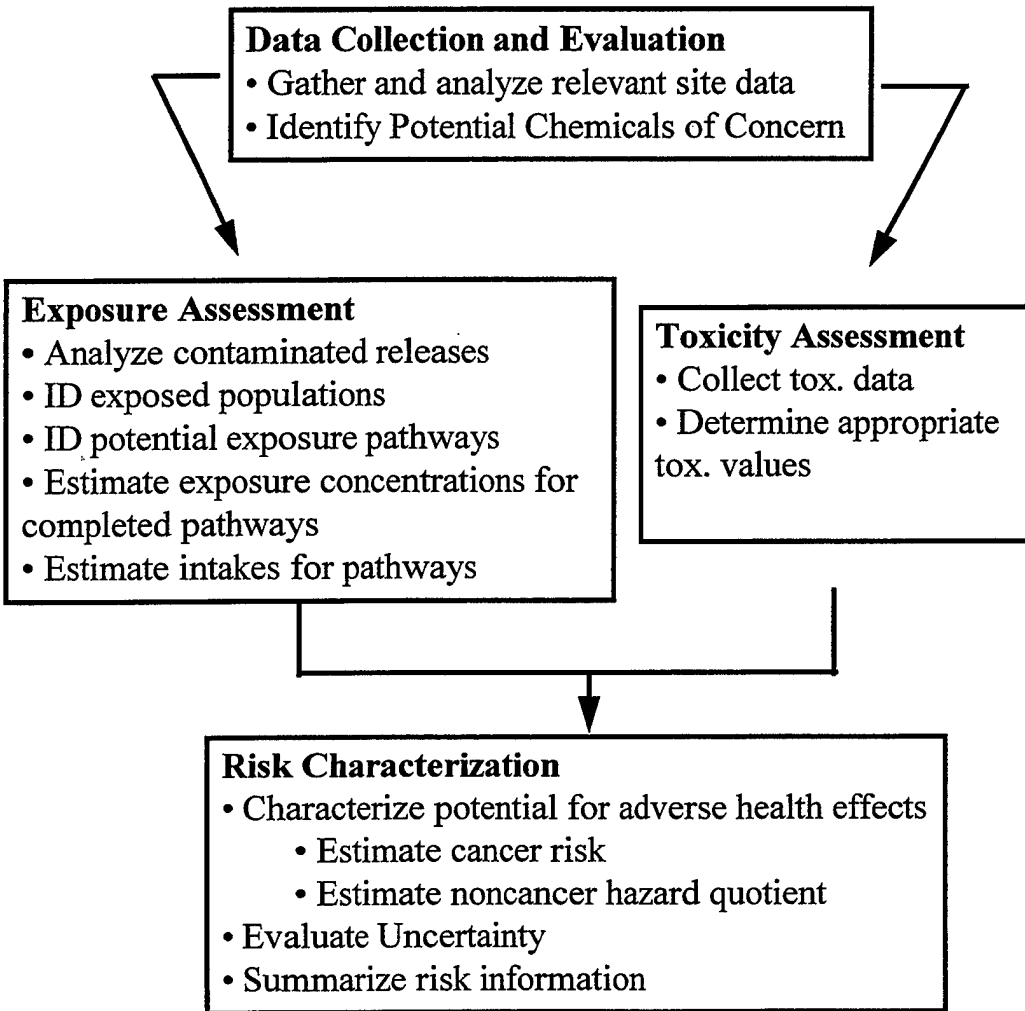 Data Collection and Evaluation
• Gather and analyze relevant site data
• Identify Potential Chemicals of Concern
Exposure Assessment
• Analyze contaminated releases
• ID exposed populations
• ID potential exposure pathways
• Estimate exposure concentrations for
completed pathways
• Estimate intakes for pathways
Toxicity Assessment
• Collect tox. data
• Determine appropriate
tox. values
Risk Characterization
• Characterize potential for adverse health effects
• Estimate cancer risk
• Estimate noncancer hazard quotient
• Evaluate Uncertainty
• Summarize risk information